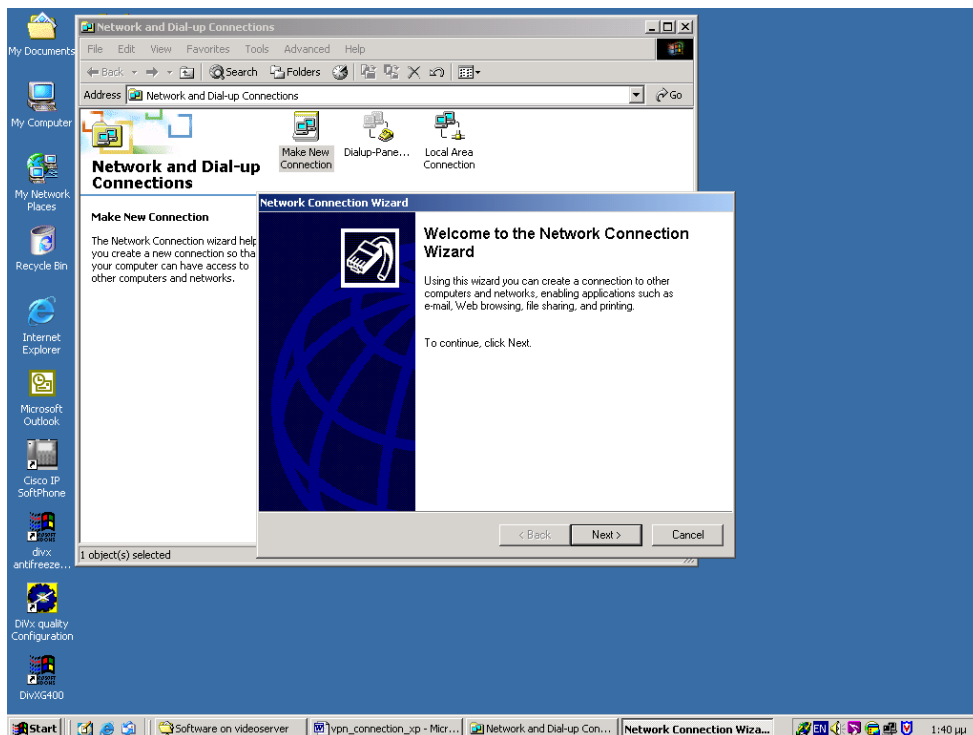 My Documents
My Computer
My Network
Places
Recycle Bin
Internet
Explorer
Microsoft
Outlook
Cisco IP
SoftPhone
divx
antifreeze...
DiVx quality
Configuration
DivXG400
Network and Dial-up Connections
File Edit View Favorites Tools Advanced Help
Back Search Folders
Address Network and Dial-up Connections Go
Network and Dial-up
Connections
Make New Connection
The Network Connection wizard help
you create a new connection so tha
your computer can have access to
other computers and networks.
Make New
Connection
Dialup-Pane...
Local Area
Connection
1 object(s) selected
Network Connection Wizard
Welcome to the Network Connection
Wizard
Using this wizard you can create a connection to other
computers and networks, enabling applications such as
e-mail, Web browsing, file sharing, and printing.
To continue, click Next.
< Back Next > Cancel
Start Software on videoserver vpn_connection_xp - Micr... Network and Dial-up Con... Network Connection Wiza... EN 1:40 μμ